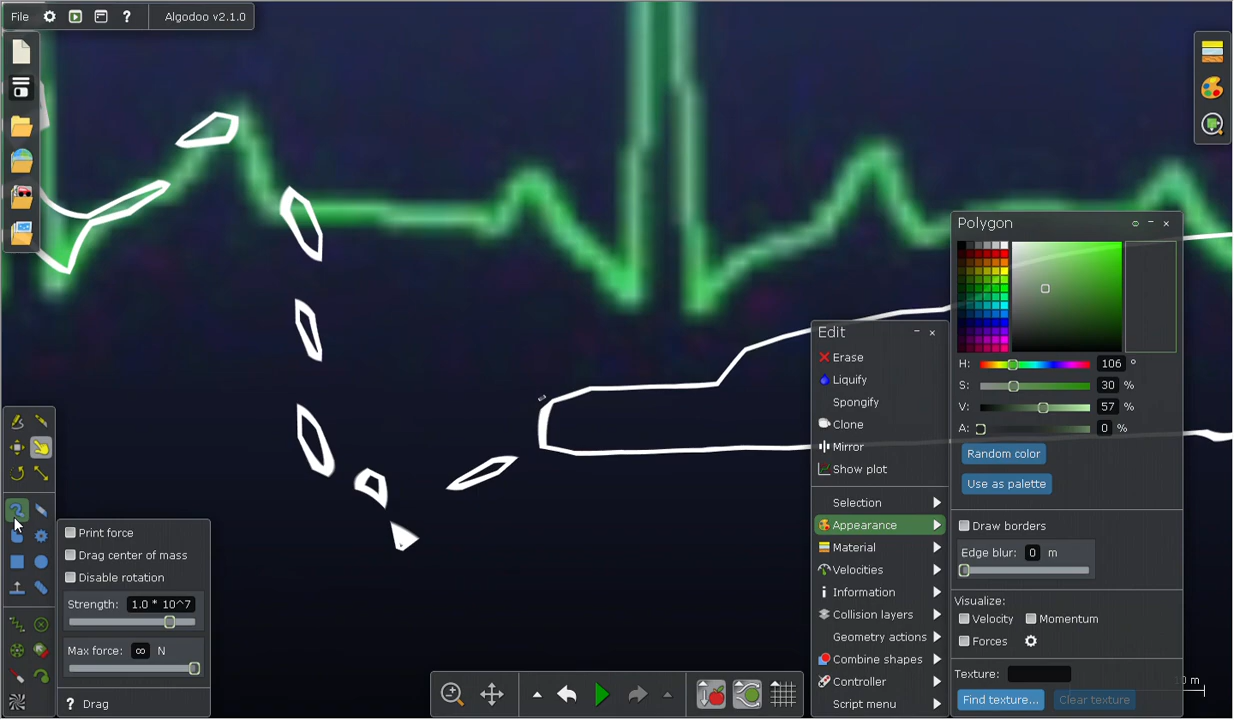 File
?
Algodoo v2.1.0
Polygon
H: 106 °
S: 30 %
V: 57 %
A: 0 %
Random color
Use as palette
Draw borders
Edge blur: 0 m
Visualize:
Velocity
Momentum
Forces
Texture:
Find texture...
Clear texture
Edit
Erase
Liquify
Spongify
Clone
Mirror
Show plot
Selection
Appearance
Material
Velocities
Information
Collision layers
Geometry actions
Combine shapes
Controller
Script menu
Print force
Drag center of mass
Disable rotation
Strength: 1.0 * 10^7
Max force: ∞ N
? Drag